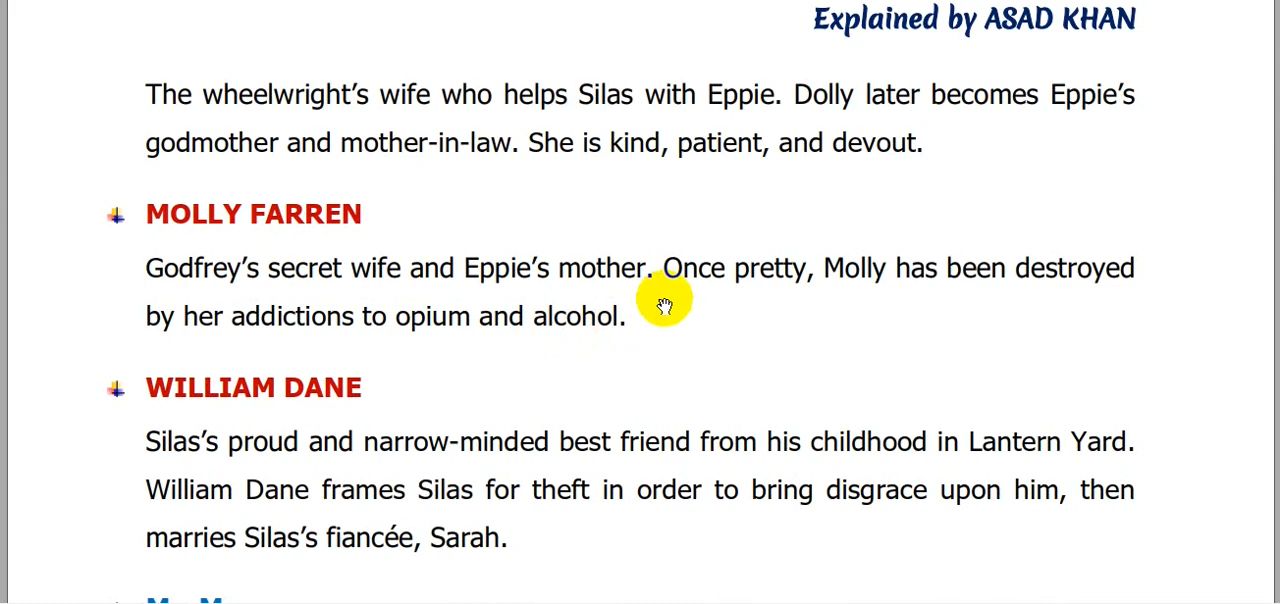 Explained by ASAD KHAN
The wheelwright's wife who helps Silas with Eppie. Dolly later becomes Eppie's
godmother and mother-in-law. She is kind, patient, and devout.
MOLLY FARREN
Godfrey's secret wife and Eppie's mother. Once pretty, Molly has been destroyed
by her addictions to opium and alcohol.
WILLIAM DANE
Silas's proud and narrow-minded best friend from his childhood in Lantern Yard.
William Dane frames Silas for theft in order to bring disgrace upon him, then
marries Silas's fiancée, Sarah.